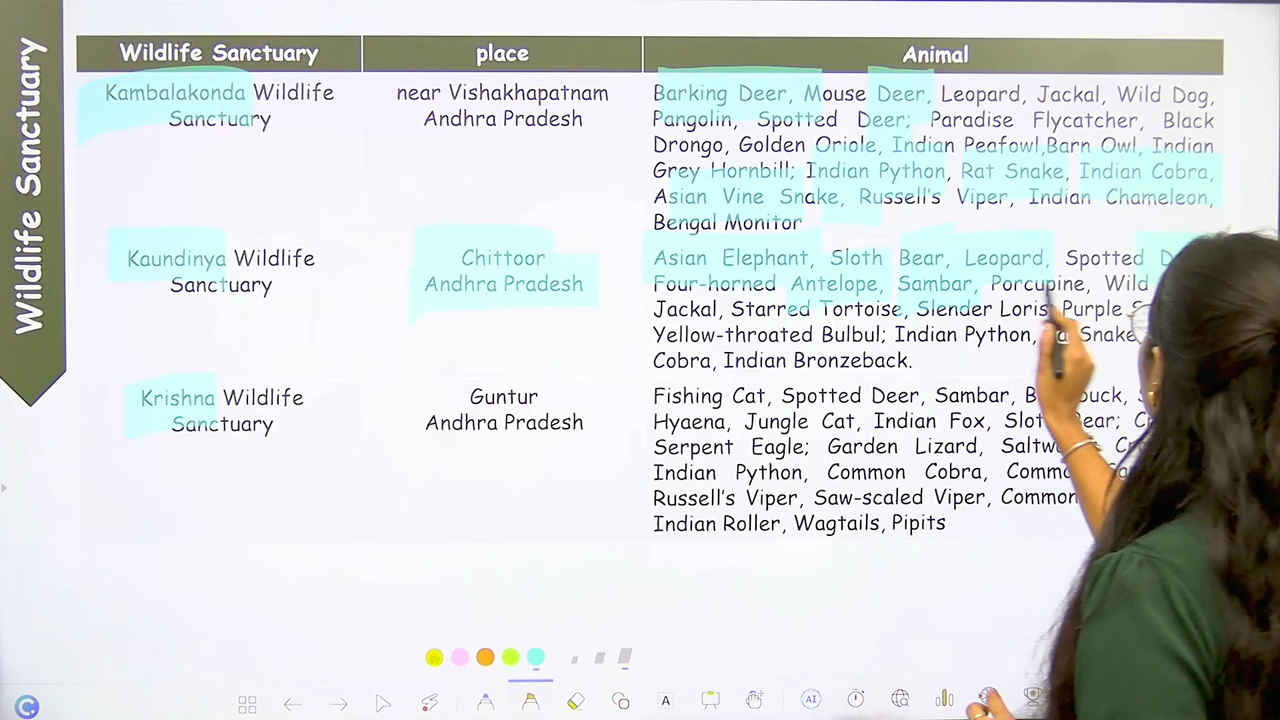 Wildlife Sanctuary
Wildlife Sanctuary place Animal
Kambalakonda Wildlife Sanctuary
near Vishakhapatnam
Andhra Pradesh
Barking Deer, Mouse Deer, Leopard, Jackal, Wild Dog,
Pangolin, Spotted Deer; Paradise Flycatcher, Black
Drongo, Golden Oriole, Indian Peafowl,Barn Owl, Indian
Grey Hornbill; Indian Python, Rat Snake, Indian Cobra,
Asian Vine Snake, Russell's Viper, Indian Chameleon,
Bengal Monitor
Kaundinya Wildlife
Sanctuary
Chittoor
Andhra Pradesh
Asian Elephant, Sloth Bear, Leopard, Spotted
Four-horned Antelope, Sambar, Porcupine, Wild
Jackal, Starred Tortoise, Slender Loris; Purple
Yellow-throated Bulbul; Indian Python, Snake
Cobra, Indian Bronzeback.
Krishna Wildlife
Sanctuary
Guntur
Andhra Pradesh
Fishing Cat, Spotted Deer, Sambar,
Hyaena, Jungle Cat, Indian Fox,
Serpent Eagle; Garden Lizard,
Indian Python, Common Cobra,
Russell's Viper, Saw-scaled Viper, Common
Indian Roller, Wagtails, Pipits
A
AI